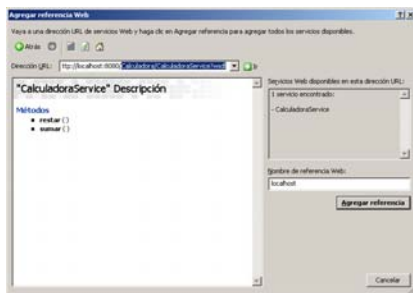 Agregar referencia Web
Vaya a una dirección URL de servicios Web y haga clic en Agregar referencia para agregar todos los servicios disponibles.
Atrás
Dirección URL: ttp://localhost:8080/Calculadora/CalculadoraService?wsdl Ir
"CalculadoraService" Descripción
Métodos
restar ()
sumar ()
Servicios Web disponibles en esta dirección URL:
1 servicio encontrado:
- CalculadoraService
Nombre de referencia Web:
localhost
Agregar referencia
Cancelar